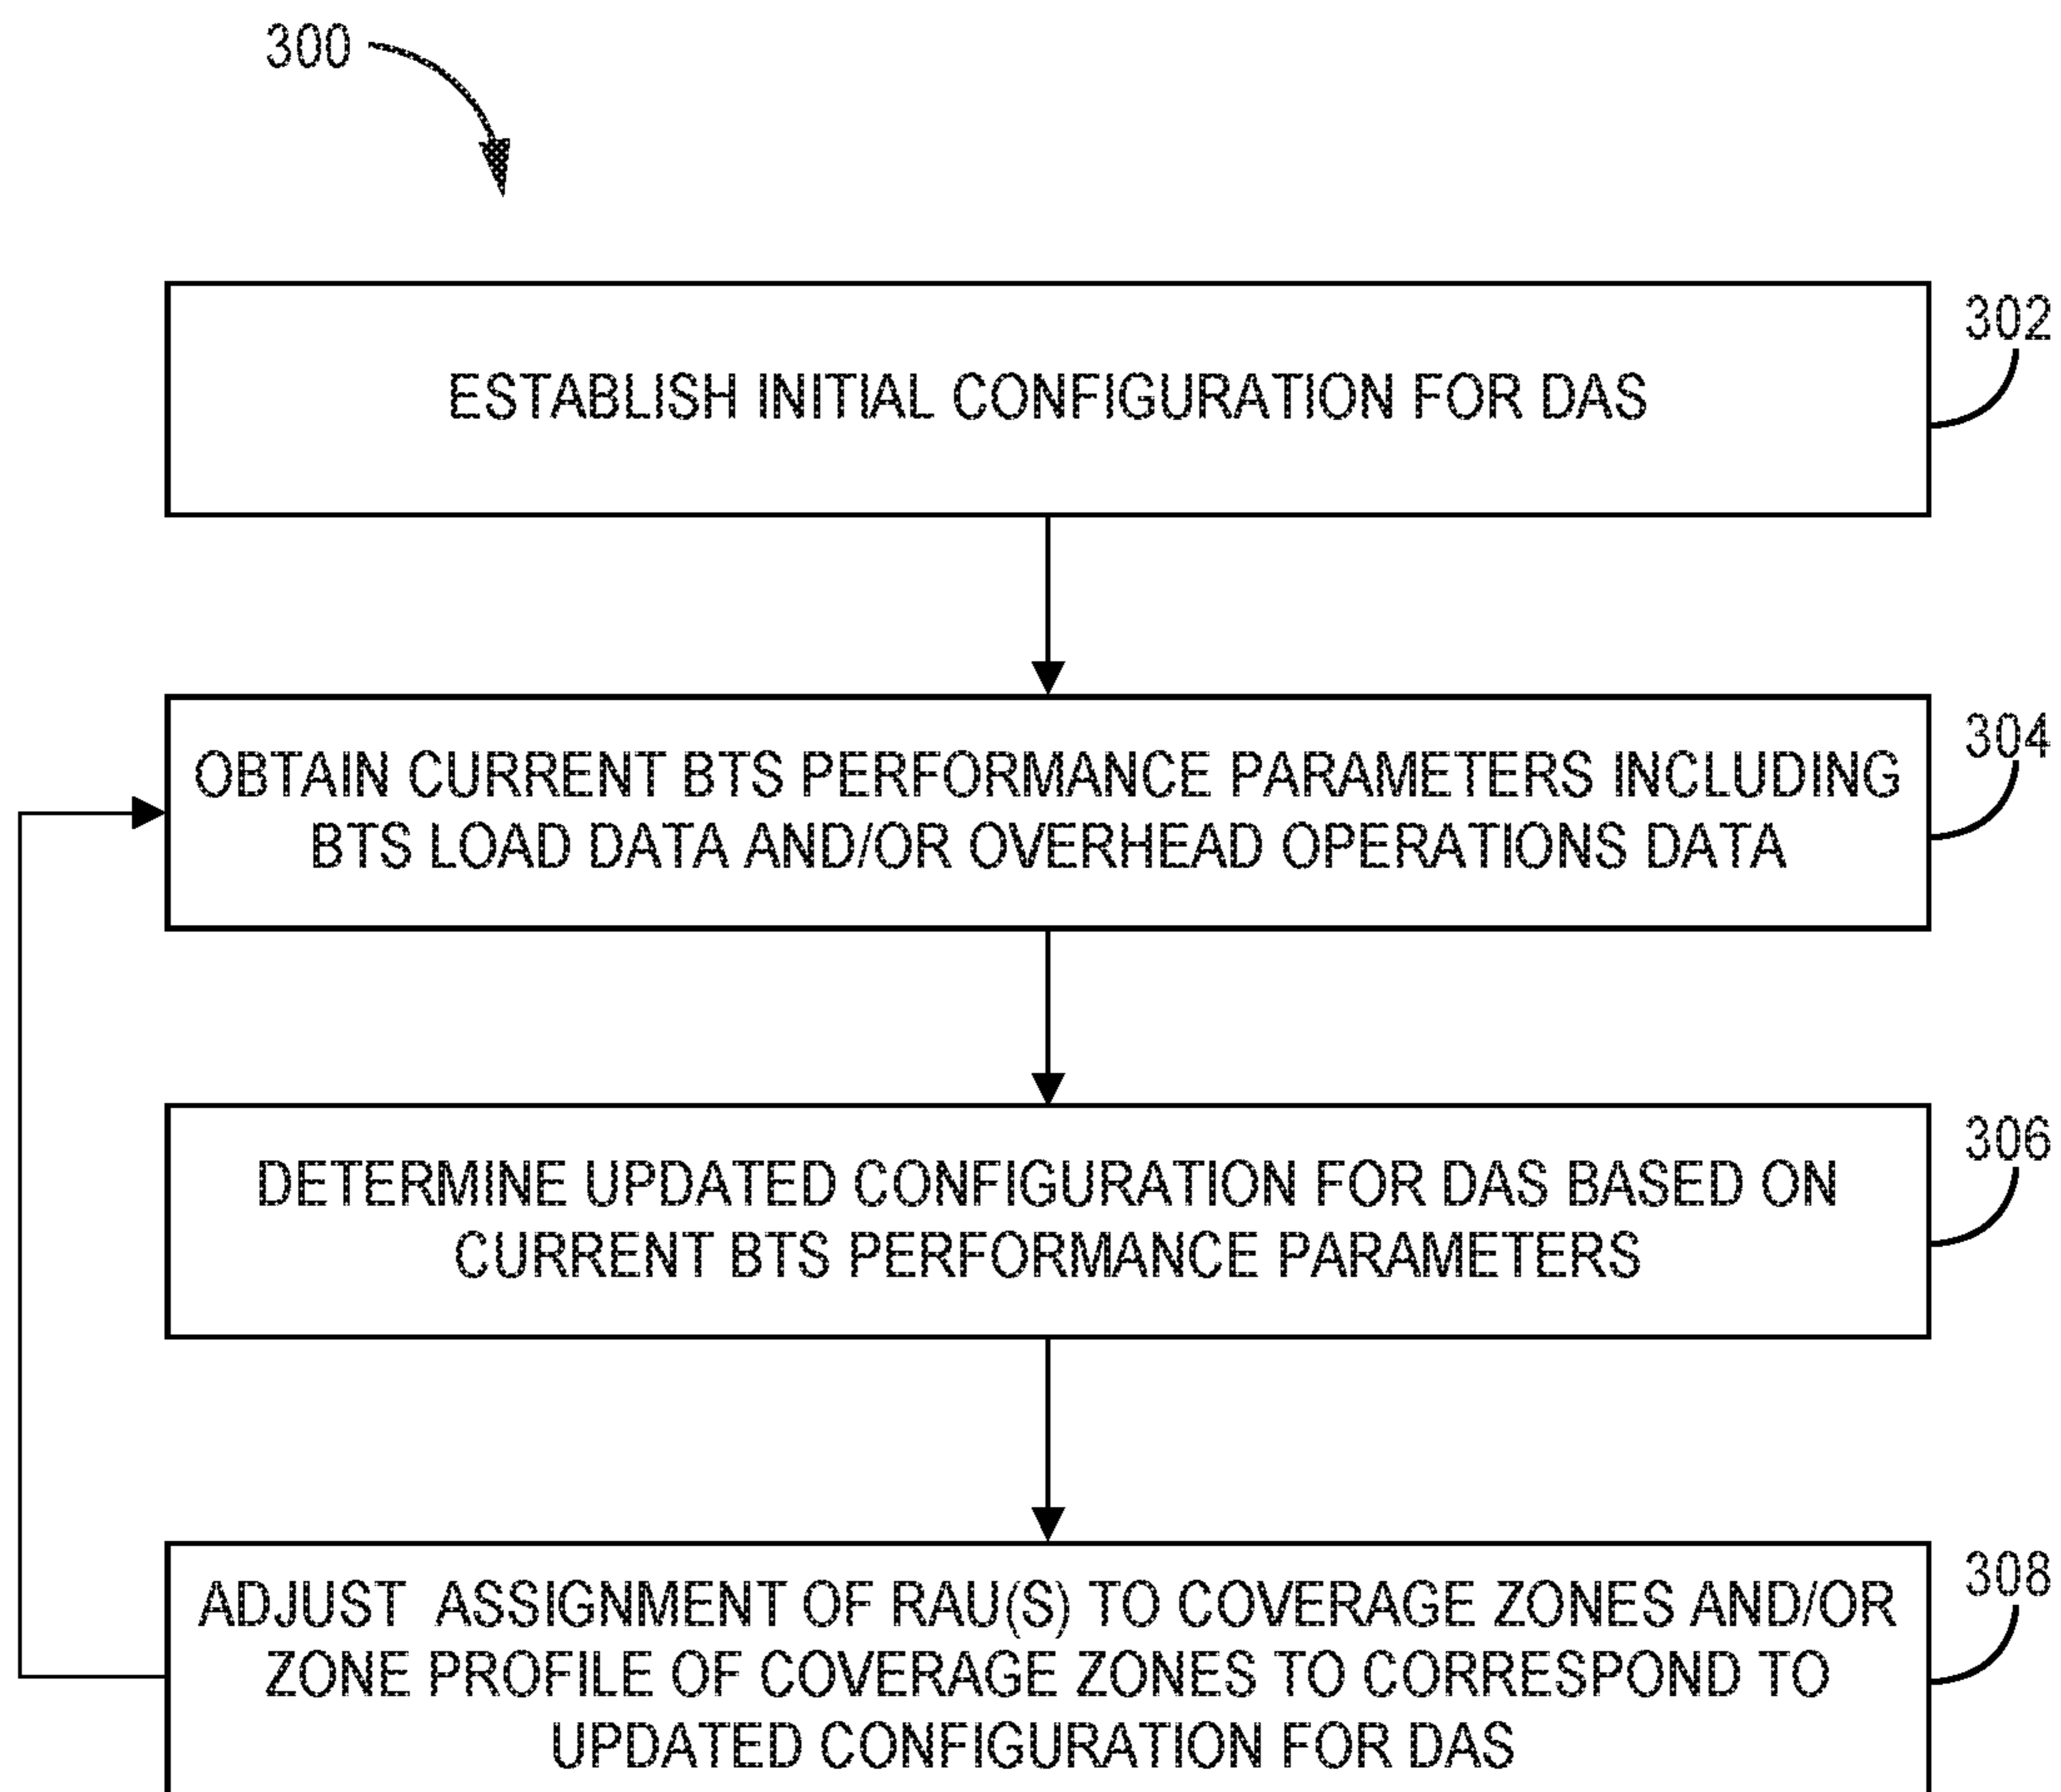 300
302
ESTABLISH INITIAL CONFIGURATION FOR DAS
304
OBTAIN CURRENT BTS PERFORMANCE PARAMETERS INCLUDING
BTS LOAD DATA AND/OR OVERHEAD OPERATIONS DATA
306
DETERMINE UPDATED CONFIGURATION FOR DAS BASED ON
CURRENT BTS PERFORMANCE PARAMETERS
308
ADJUST ASSIGNMENT OF RAU(S) TO COVERAGE ZONES AND/OR
ZONE PROFILE OF COVERAGE ZONES TO CORRESPOND TO
UPDATED CONFIGURATION FOR DAS